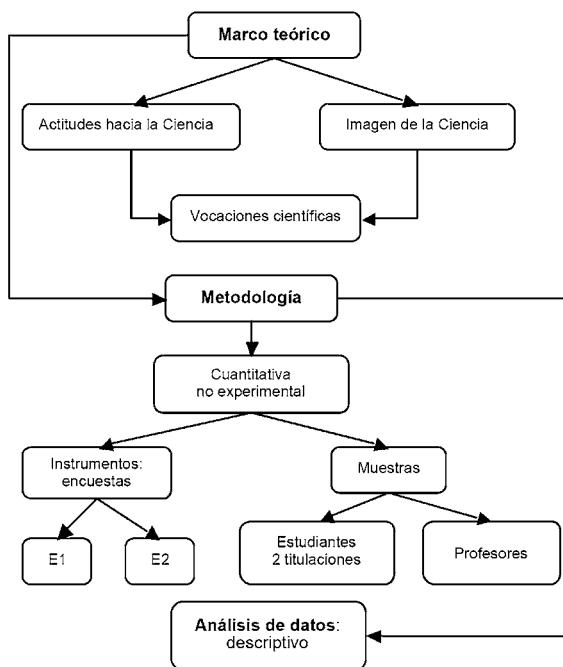 Marco teórico
Actitudes hacia la Ciencia
Imagen de la Ciencia
Vocaciones científicas
Metodología
Cuantitativa
no experimental
Instrumentos:
encuestas
Muestras
E1
E2
Estudiantes
2 titulaciones
Profesores
Análisis de datos:
descriptivo